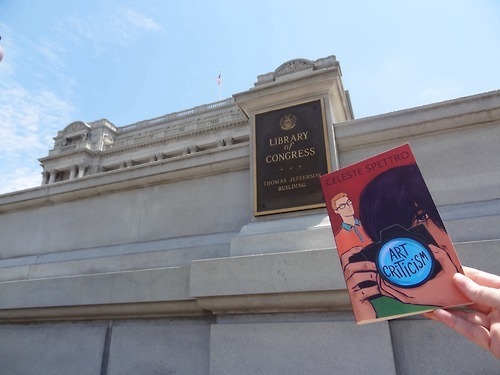 LIBRARY
of
CONGRESS
THOMAS JEFFERSON
BUILDING
CELESTE SPETTRO
ART
CRITICISM